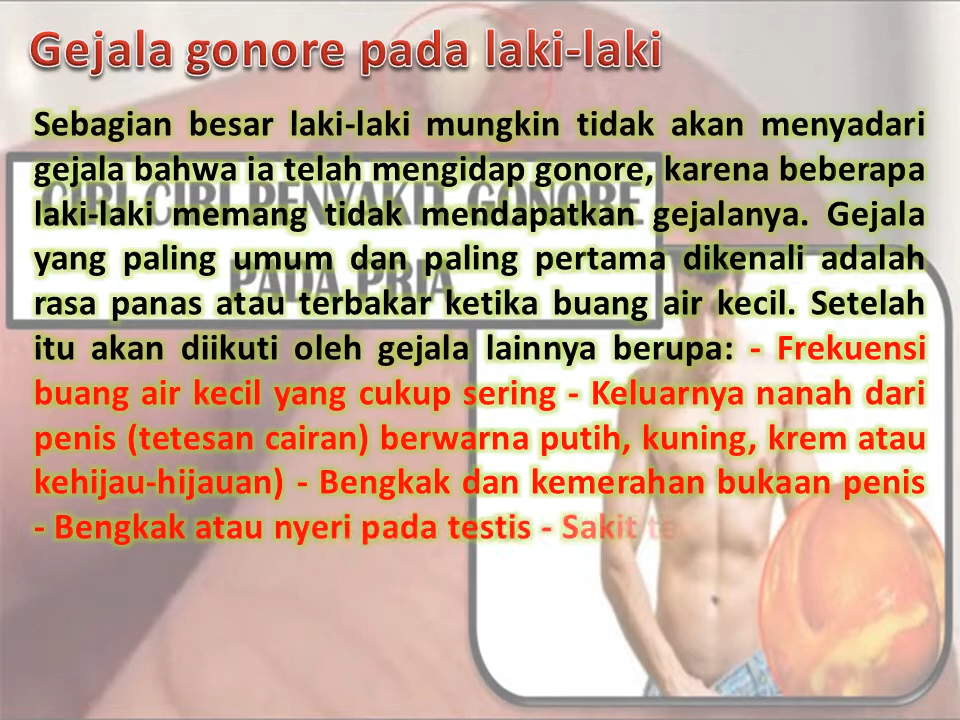 Gejala gonore pada laki-laki
Sebagian besar laki-laki mungkin tidak akan menyadari
gejala bahwa ia telah mengidap gonore, karena beberapa
laki-laki memang tidak mendapatkan gejalanya. Gejala
yang paling umum dan paling pertama dikenali adalah
rasa panas atau terbakar ketika buang air kecil. Setelah
itu akan diikuti oleh gejala lainnya berupa: - Frekuensi
buang air kecil yang cukup sering - Keluarnya nanah dari
penis (tetesan cairan) berwarna putih, kuning, krem atau
kehijau-hijauan) - Bengkak dan kemerahan bukaan penis
- Bengkak atau nyeri pada testis - Sakit
CIRI CIRI PENYAKIT GONORE
PADA PRIA